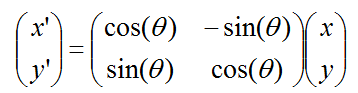 (x') = (cos(θ) −sin(θ))(x)
(y') (sin(θ) cos(θ))(y)